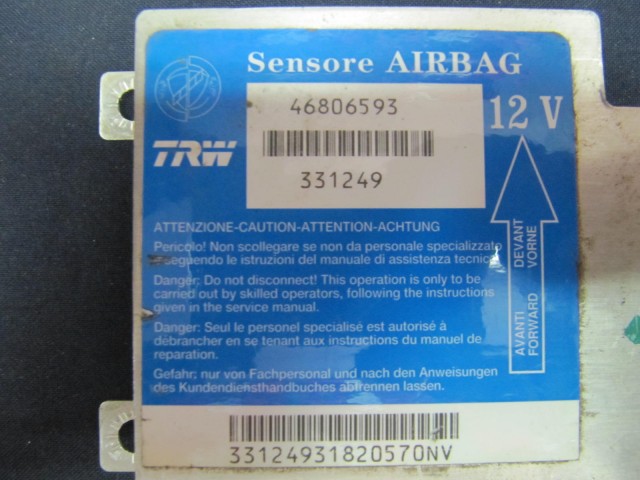 Sensore AIRBAG
46806593
12 V
TRW
331249
ATTENZIONE-CAUTION-ATTENTION-ACHTUNG
Pericolo! Non scollegare se non da personale specializzato
eseguendo le istruzioni del manuale di assistenza tecnica
Danger: Do not disconnect! This operation is only to be
carried out by skilled operators, following the instructions
given in the service manual.
Danger: Seul le personel specialisé est autorisé à
débrancher en se tenant aux instructions du manuel de
reparation.
Gefahr: nur von Fachpersonal und nach den Anweisungen
des Kundendiensthandbuches abtrennen lassen.
AVANTI DEVANT
FORWARD VORNE
33124931820570NV